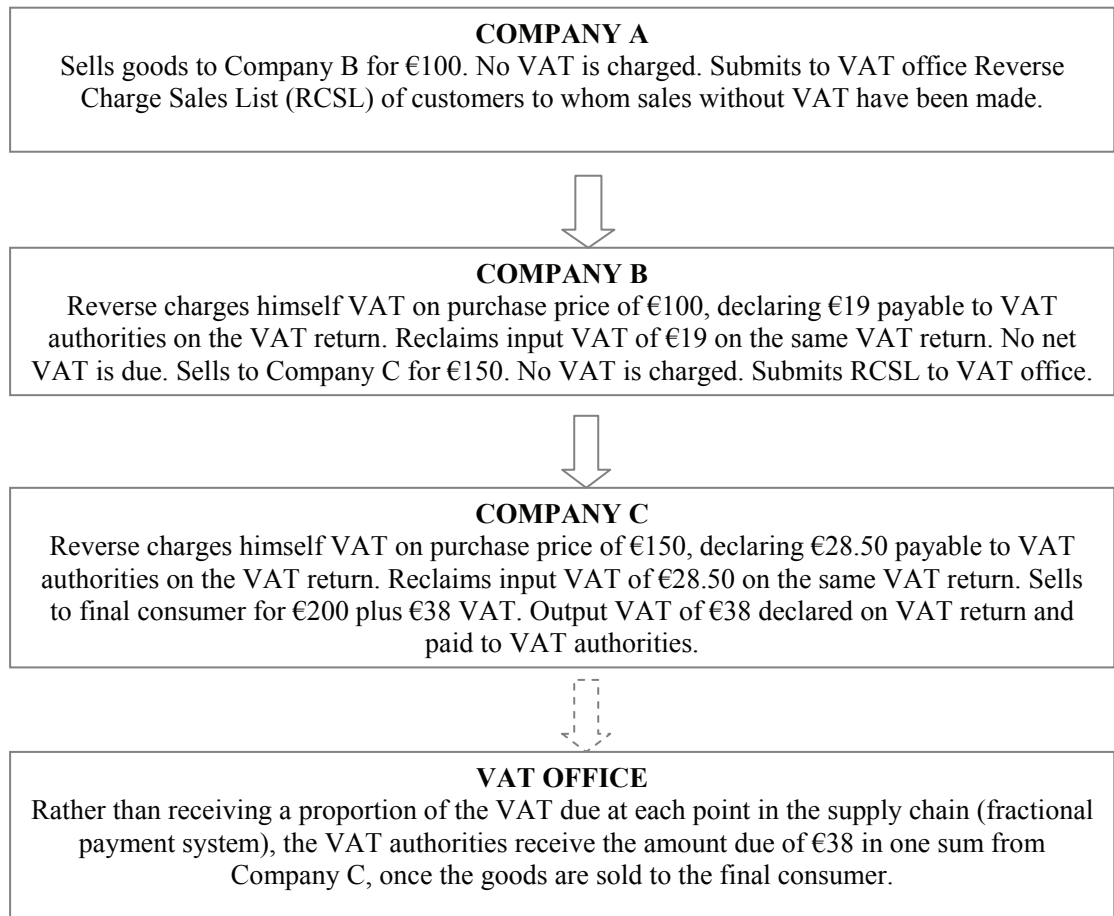 COMPANY A
Sells goods to Company B for €100. No VAT is charged. Submits to VAT office Reverse
Charge Sales List (RCSL) of customers to whom sales without VAT have been made.
COMPANY B
Reverse charges himself VAT on purchase price of €100, declaring €19 payable to VAT
authorities on the VAT return. Reclaims input VAT of €19 on the same VAT return. No net
VAT is due. Sells to Company C for €150. No VAT is charged. Submits RCSL to VAT office.
COMPANY C
Reverse charges himself VAT on purchase price of €150, declaring €28.50 payable to VAT
authorities on the VAT return. Reclaims input VAT of €28.50 on the same VAT return. Sells
to final consumer for €200 plus €38 VAT. Output VAT of €38 declared on VAT return and
paid to VAT authorities.
VAT OFFICE
Rather than receiving a proportion of the VAT due at each point in the supply chain (fractional
payment system), the VAT authorities receive the amount due of €38 in one sum from
Company C, once the goods are sold to the final consumer.